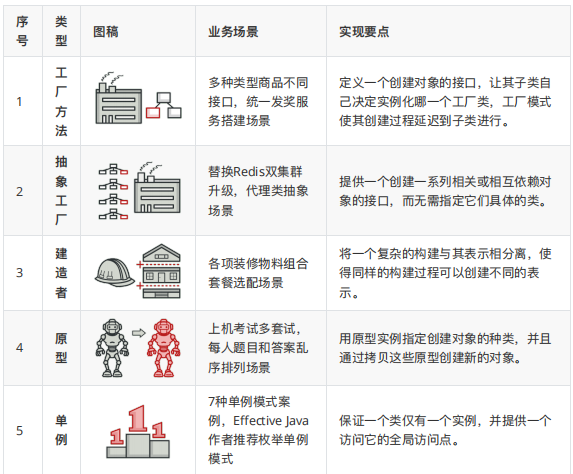 序号
类型
图稿
业务场景
实现要点
1
工厂方法
多种类型商品不同
接口，统一发奖服
务搭建场景
定义一个创建对象的接口，让其子类自
己决定实例化哪一个工厂类，工厂模式
使其创建过程延迟到子类进行。
2
抽象工厂
替换Redis双集群
升级，代理类抽象
场景
提供一个创建一系列相关或相互依赖对
象的接口，而无需指定它们具体的类。
3
建造者
各项装修物料组合
套餐选配场景
将一个复杂的构建与其表示相分离，使
得同样的构建过程可以创建不同的表
示。
4
原型
上机考试多套试，
每人题目和答案乱
序排列场景
用原型实例指定创建对象的种类，并且
通过拷贝这些原型创建新的对象。
5
单例
1
1
1
7种单例模式案
例，Effective Java
作者推荐枚举单例
模式
保证一个类仅有一个实例，并提供一个
访问它的全局访问点。